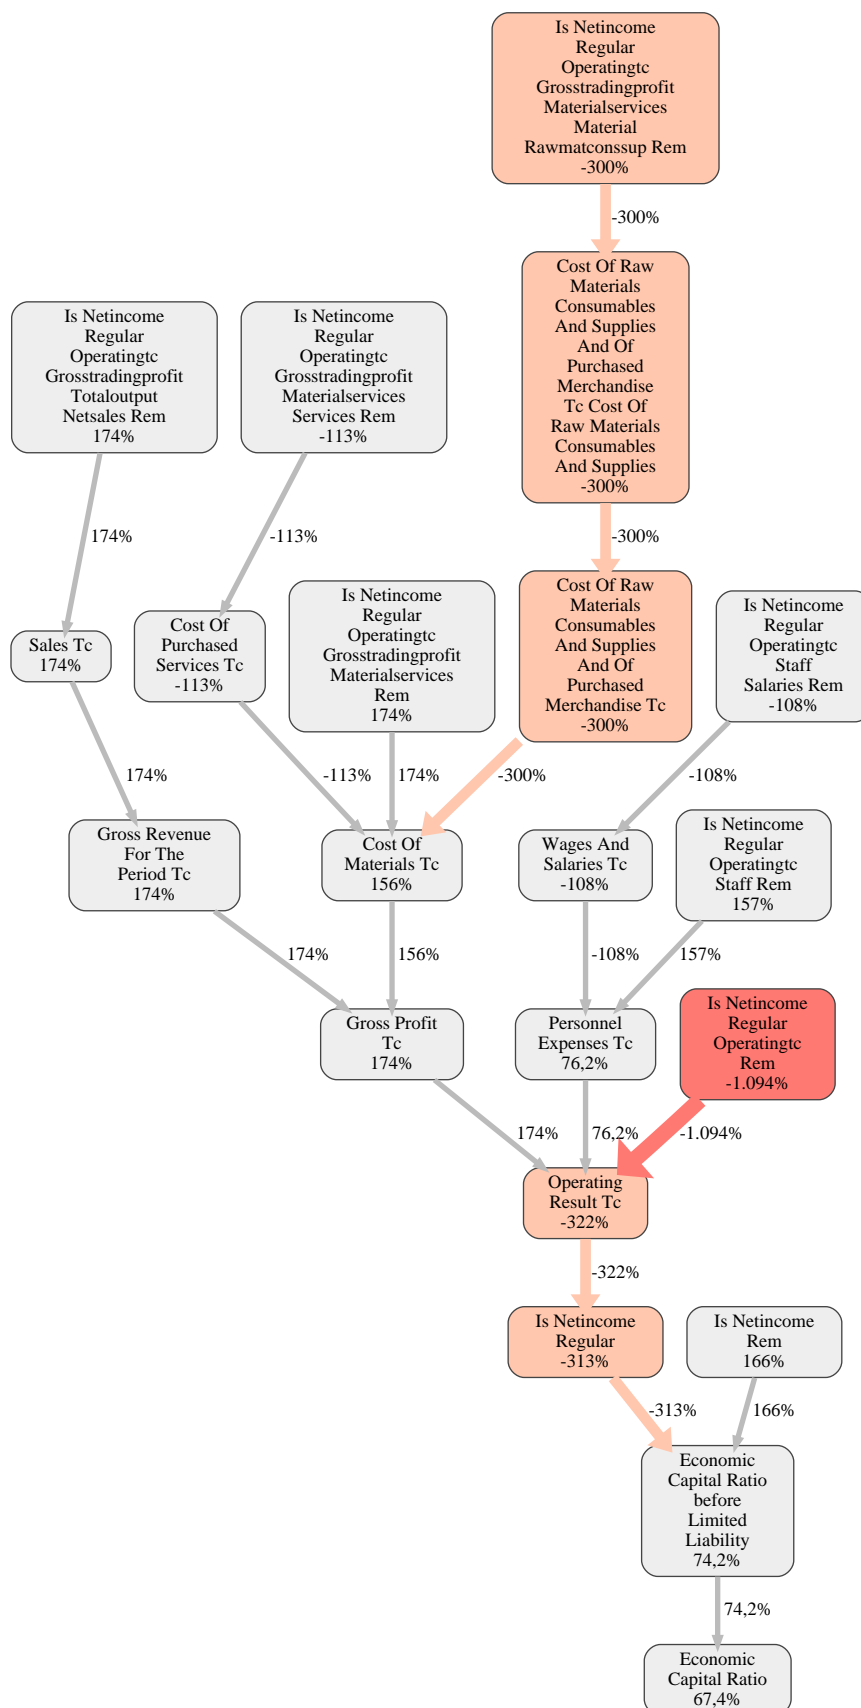 Is Netincome
Regular
Operatingtc
Grosstradingprofit
Materialservices
Material
Rawmatconssup Rem
-300%
-300%
Cost Of Raw
Materials
Consumables
And Supplies
And Of
Purchased
Merchandise
Tc Cost Of
Raw Materials
Consumables
And Supplies
-300%
Is Netincome
Regular
Operatingtc
Grosstradingprofit
Totaloutput
Netsales Rem
174%
Is Netincome
Regular
Operatingtc
Grosstradingprofit
Materialservices
Services Rem
-113%
174%
-113%
-300%
Sales Tc
174%
Cost Of
Purchased
Services Tc
-113%
Is Netincome
Regular
Operatingtc
Grosstradingprofit
Materialservices
Rem
174%
Cost Of Raw
Materials
Consumables
And Supplies
And Of
Purchased
Merchandise Tc
-300%
Is Netincome
Regular
Operatingtc
Staff
Salaries Rem
-108%
174%
-113%
174%
-300%
-108%
Gross Revenue
For The
Period Tc
174%
Cost Of
Materials Tc
156%
Wages And
Salaries Tc
-108%
Is Netincome
Regular
Operatingtc
Staff Rem
157%
174%
156%
-108%
157%
Gross Profit
Tc
174%
Personnel
Expenses Tc
76,2%
Is Netincome
Regular
Operatingtc
Rem
-1.094%
174%
76,2%
-1.094%
Operating
Result Tc
-322%
-322%
Is Netincome
Regular
-313%
Is Netincome
Rem
166%
-313%
166%
Economic
Capital Ratio
before
Limited
Liability
74,2%
74,2%
Economic
Capital Ratio
67,4%